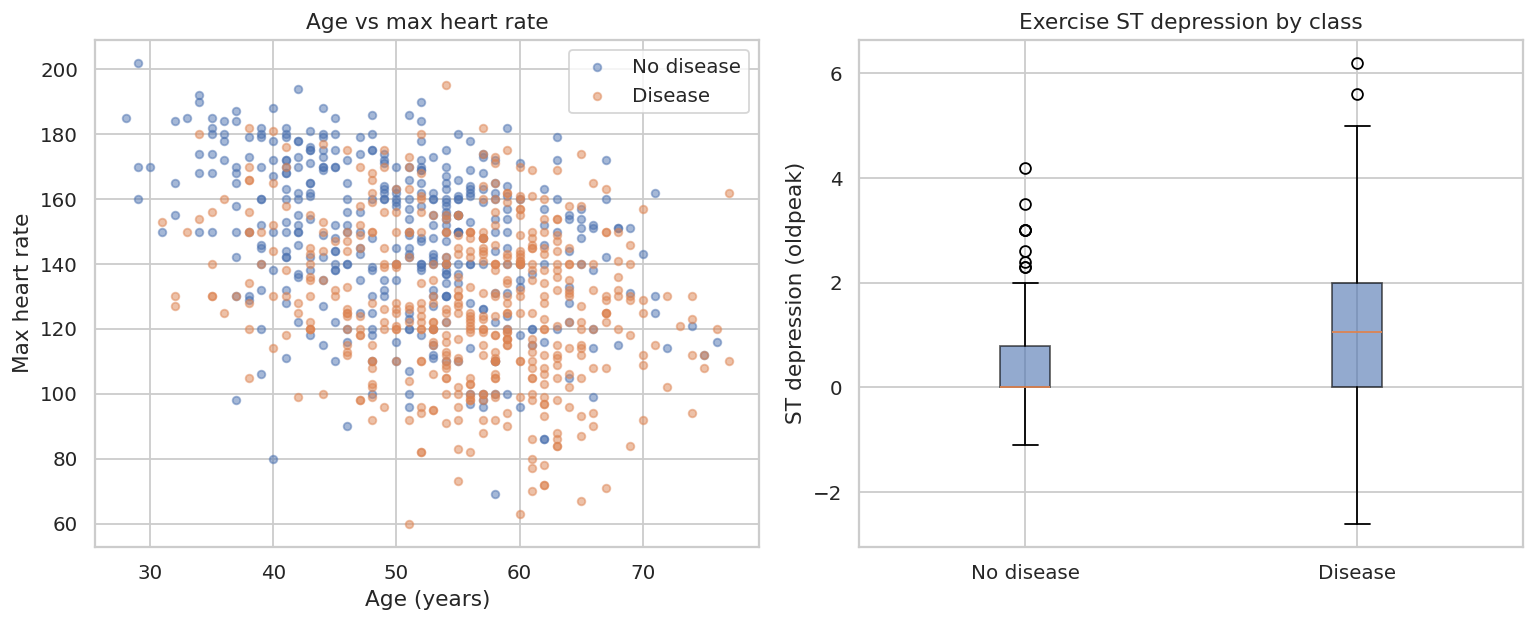 Age vs max heart rate
200
180
160
140
120
100
80
60
Max heart rate
No disease
Disease
30 40 50 60 70
Age (years)
Exercise ST depression by class
6
4
2
0
−2
ST depression (oldpeak)
No disease Disease